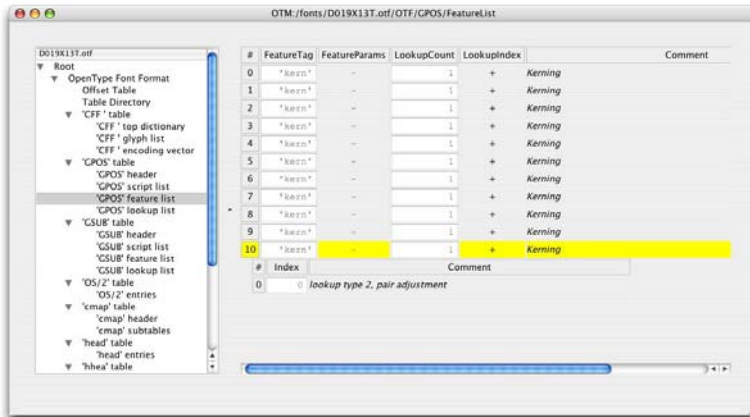 OTM:/fonts/D019X13T.otf/OTF/GPOS/FeatureList
D019X13T.otf
Root
OpenType Font Format
Offset Table
Table Directory
'CFF ' table
'CFF ' top dictionary
'CFF ' glyph list
'CFF ' encoding vector
'GPOS' table
'GPOS' header
'GPOS' script list
'GPOS' feature list
'GPOS' lookup list
'GSUB' table
'GSUB' header
'GSUB' script list
'GSUB' feature list
'GSUB' lookup list
'OS/2' table
'OS/2' entries
'cmap' table
'cmap' header
'cmap' subtables
'head' table
'head' entries
'hhea' table
# FeatureTag FeatureParams LookupCount LookupIndex Comment
0 'kern' - 1 + Kerning
1 'kern' - 1 + Kerning
2 'kern' - 1 + Kerning
3 'kern' - 1 + Kerning
4 'kern' - 1 + Kerning
5 'kern' - 1 + Kerning
6 'kern' - 1 + Kerning
7 'kern' - 1 + Kerning
8 'kern' - 1 + Kerning
9 'kern' - 1 + Kerning
10 'kern' - 1 + Kerning
# Index Comment
0 0 lookup type 2, pair adjustment